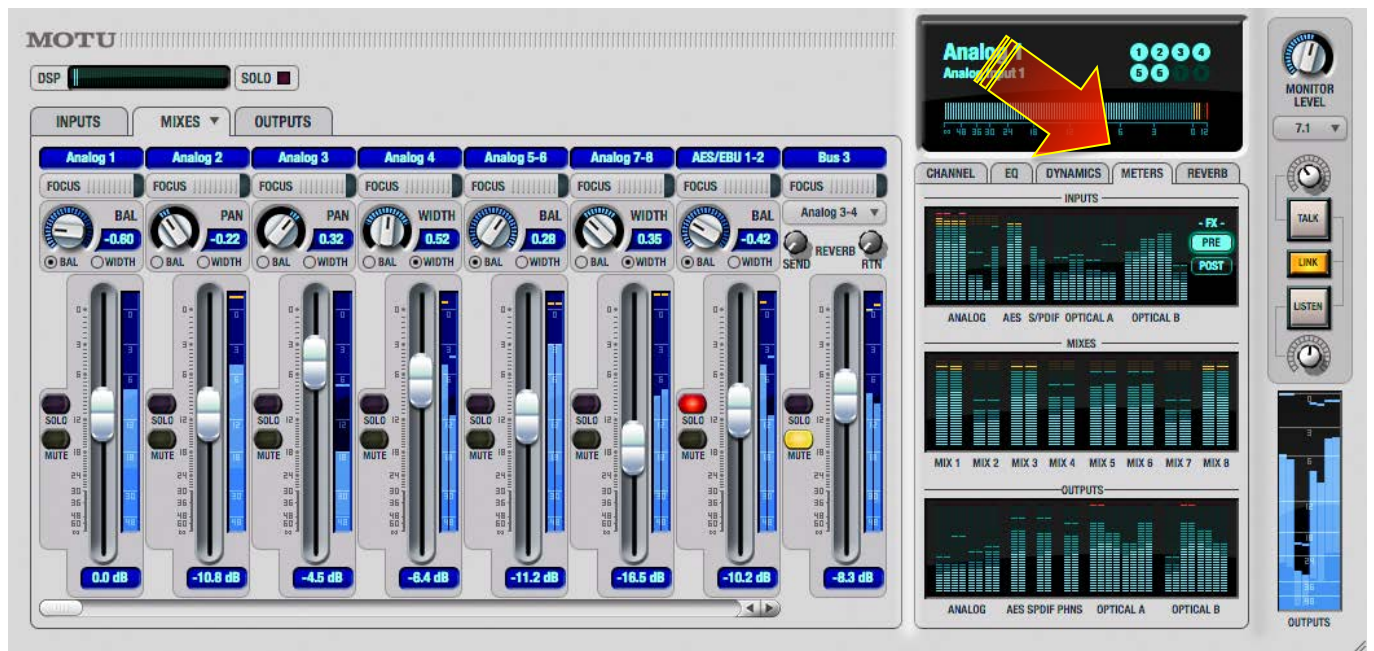 MOTU
DSP SOLO
INPUTS MIXES OUTPUTS
Analog 1 Analog 2 Analog 3 Analog 4 Analog 5-6 Analog 7-8 AES/EBU 1-2 Bus 3
FOCUS FOCUS FOCUS FOCUS FOCUS FOCUS FOCUS FOCUS
BAL PAN PAN WIDTH BAL WIDTH BAL Analog 3-4
-0.60 -0.22 0.32 0.52 0.28 0.35 -0.42 REVERB
BAL WIDTH BAL WIDTH BAL WIDTH BAL WIDTH BAL WIDTH BAL WIDTH BAL WIDTH SEND RTN
SOLO SOLO SOLO SOLO SOLO SOLO SOLO SOLO
MUTE MUTE MUTE MUTE MUTE MUTE MUTE MUTE
0.0 dB -10.8 dB -4.5 dB -6.4 dB -11.2 dB -16.5 dB -10.2 dB -8.3 dB
Analog 1
1 2 3 4
5 6
CHANNEL EQ DYNAMICS METERS REVERB
INPUTS
- FX -
PRE
POST
ANALOG AES S/PDIF OPTICAL A OPTICAL B
MIXES
MIX 1 MIX 2 MIX 3 MIX 4 MIX 5 MIX 6 MIX 7 MIX 8
OUTPUTS
ANALOG AES SPDIF PHNS OPTICAL A OPTICAL B
MONITOR
LEVEL
7.1
TALK
LINK
LISTEN
OUTPUTS